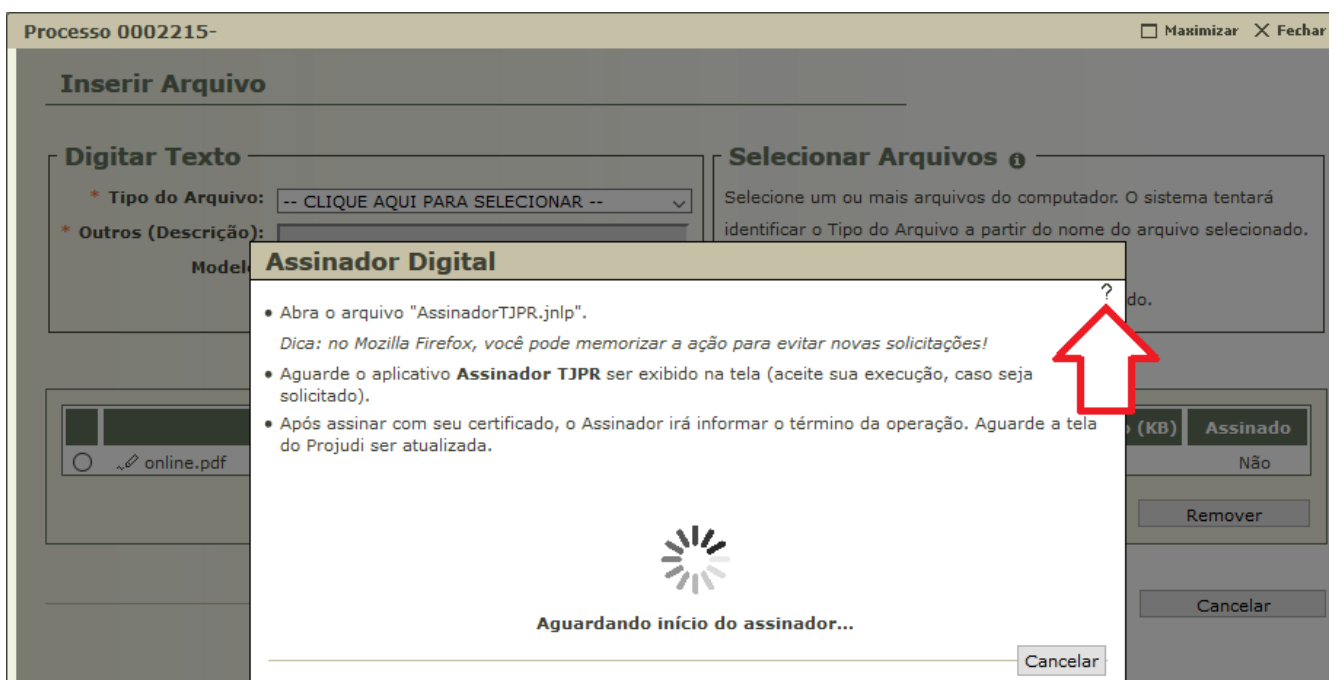 Processo 0002215-
Maximizar
Fechar
Inserir Arquivo
Digitar Texto
* Tipo do Arquivo:
-- CLIQUE AQUI PARA SELECIONAR --
* Outros (Descrição):
Modelo
Selecionar Arquivos
Selecione um ou mais arquivos do computador. O sistema tentará
identificar o Tipo do Arquivo a partir do nome do arquivo selecionado.
do.
Assinador Digital
?
• Abra o arquivo "AssinadorTJPR.jnlp".
Dica: no Mozilla Firefox, você pode memorizar a ação para evitar novas solicitações!
• Aguarde o aplicativo Assinador TJPR ser exibido na tela (aceite sua execução, caso seja
solicitado).
• Após assinar com seu certificado, o Assinador irá informar o término da operação. Aguarde a tela
do Projudi ser atualizada.
Aguardando início do assinador...
Cancelar
(KB)
Assinado
online.pdf
Não
Remover
Cancelar